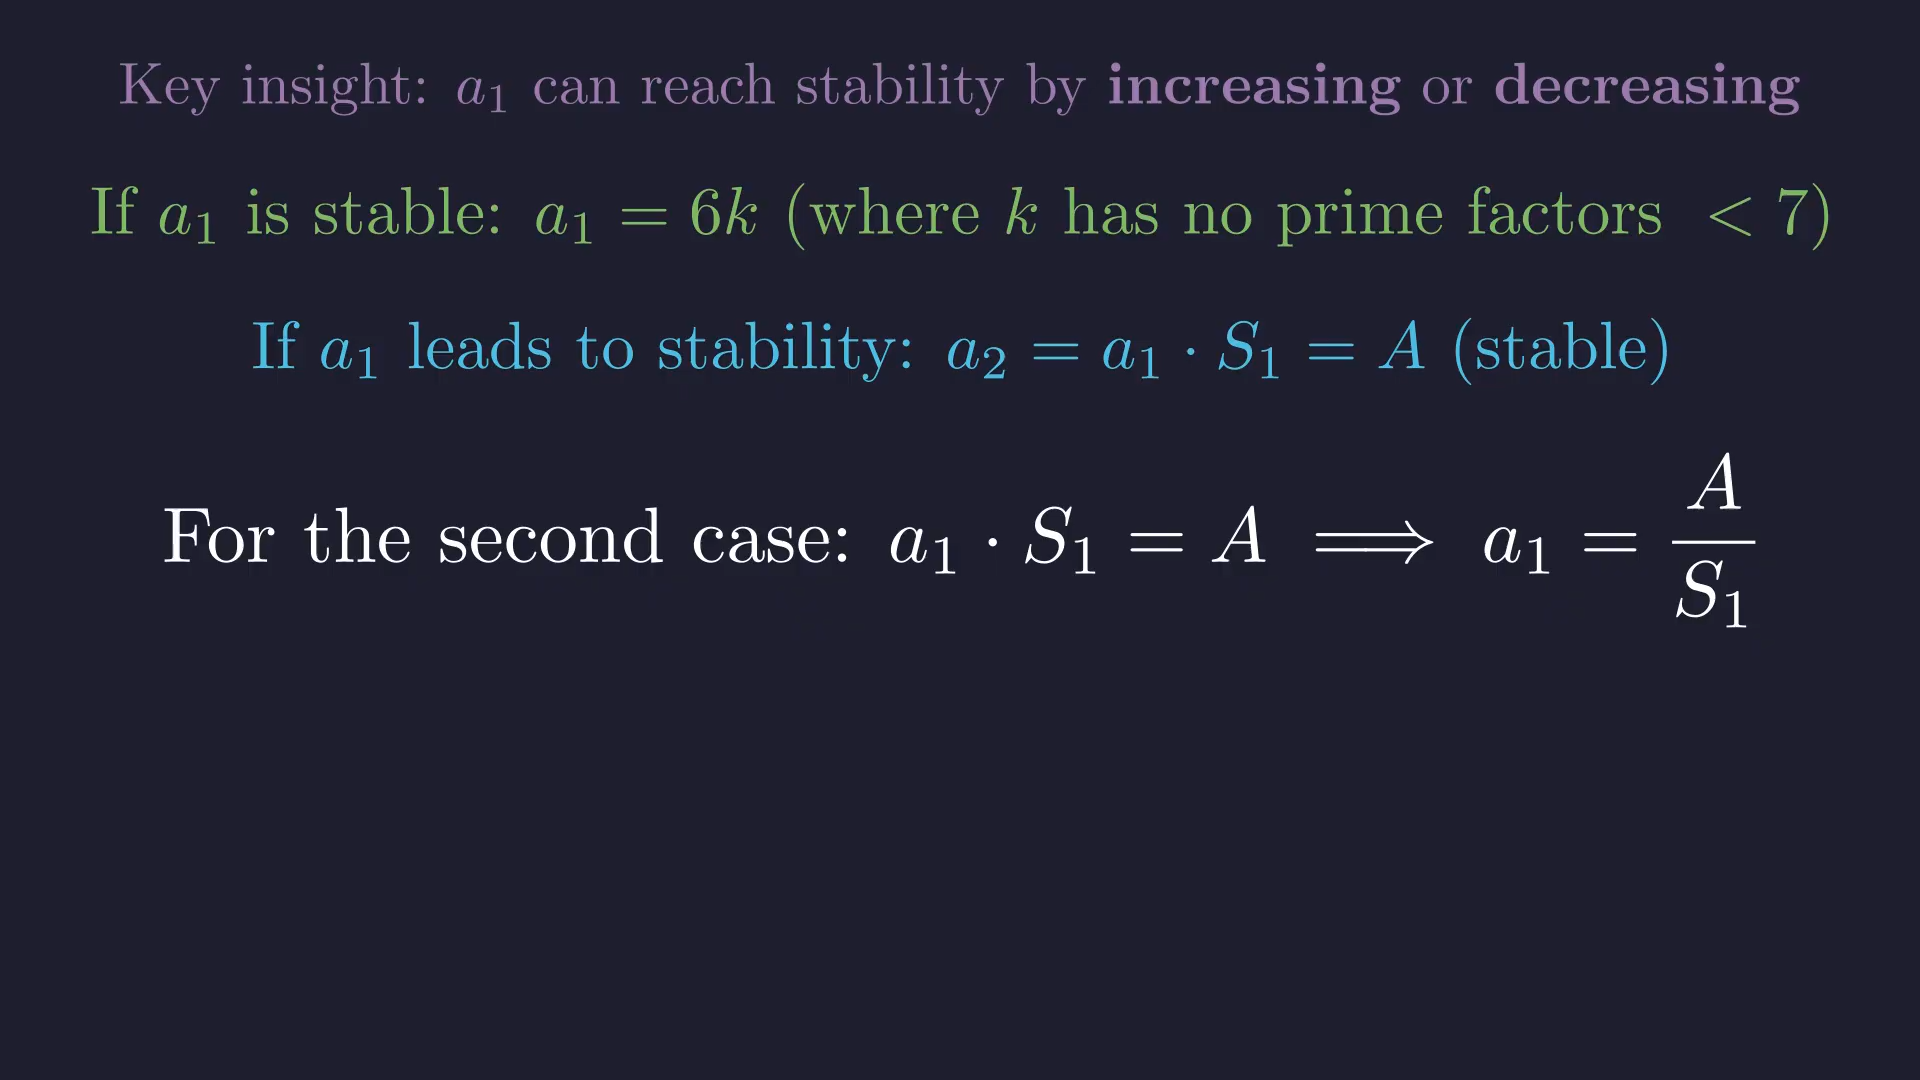 Key insight: a₁ can reach stability by increasing or decreasing
If a₁ is stable: a₁ = 6k (where k has no prime factors < 7)
If a₁ leads to stability: a₂ = a₁ · S₁ = A (stable)
For the second case: a₁ · S₁ = A ⟹ a₁ = A/S₁